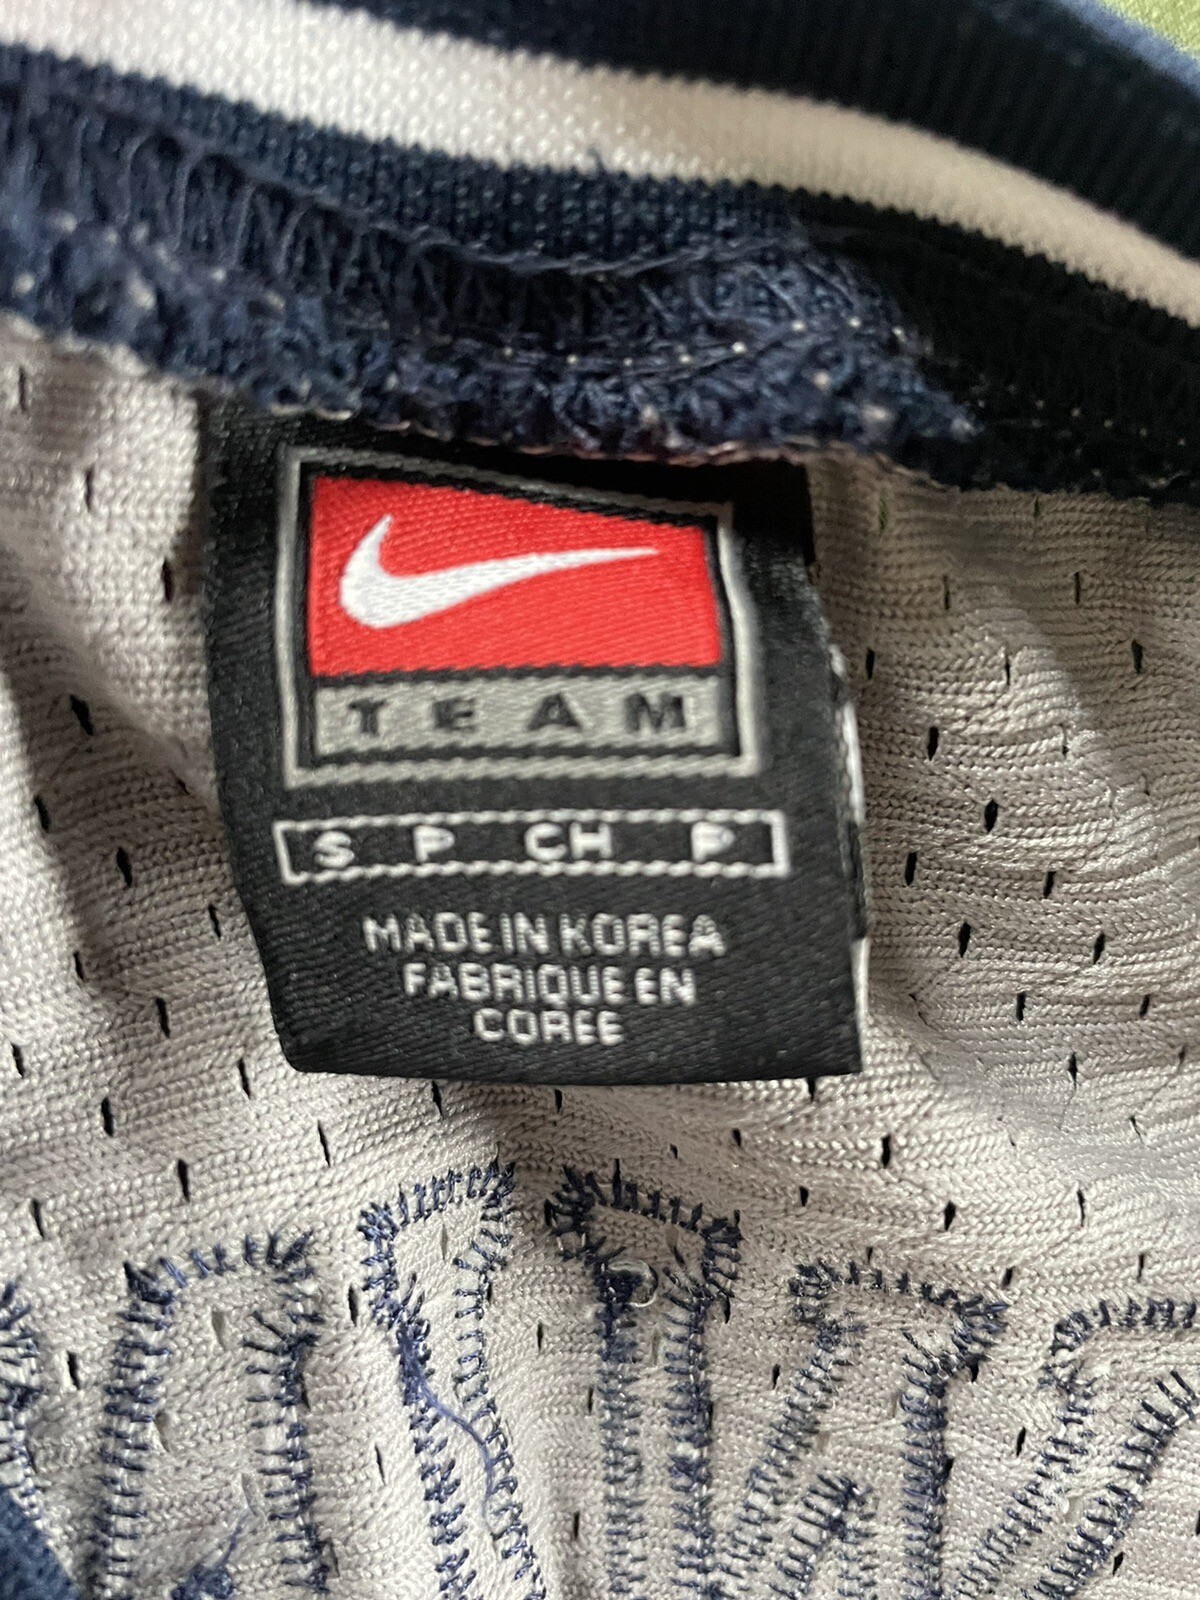 TEAM
S P CH P
MADE IN KOREA
FABRIQUE EN
COREE